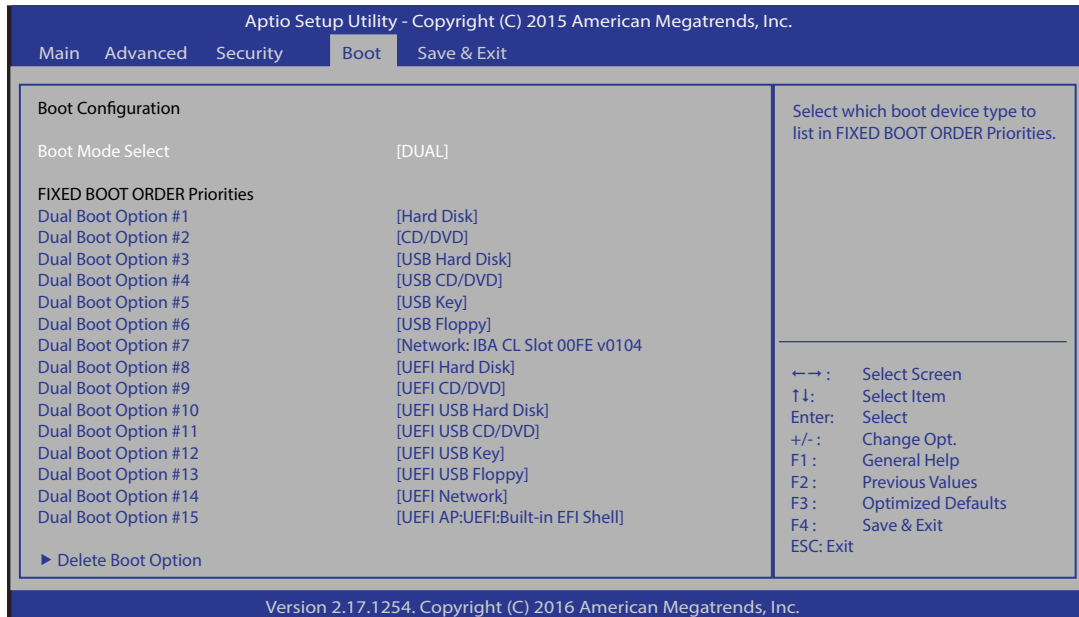 Aptio Setup Utility - Copyright (C) 2015 American Megatrends, Inc.
Main Advanced Security Boot Save & Exit
Boot Configuration
Boot Mode Select [DUAL]
FIXED BOOT ORDER Priorities
Dual Boot Option #1 [Hard Disk]
Dual Boot Option #2 [CD/DVD]
Dual Boot Option #3 [USB Hard Disk]
Dual Boot Option #4 [USB CD/DVD]
Dual Boot Option #5 [USB Key]
Dual Boot Option #6 [USB Floppy]
Dual Boot Option #7 [Network: IBA CL Slot 00FE v0104
Dual Boot Option #8 [UEFI Hard Disk]
Dual Boot Option #9 [UEFI CD/DVD]
Dual Boot Option #10 [UEFI USB Hard Disk]
Dual Boot Option #11 [UEFI USB CD/DVD]
Dual Boot Option #12 [UEFI USB Key]
Dual Boot Option #13 [UEFI USB Floppy]
Dual Boot Option #14 [UEFI Network]
Dual Boot Option #15 [UEFI AP:UEFI:Built-in EFI Shell]
▶ Delete Boot Option
Select which boot device type to
list in FIXED BOOT ORDER Priorities.
←→ : Select Screen
↑↓: Select Item
Enter: Select
+/- : Change Opt.
F1 : General Help
F2 : Previous Values
F3 : Optimized Defaults
F4 : Save & Exit
ESC: Exit
Version 2.17.1254. Copyright (C) 2016 American Megatrends, Inc.